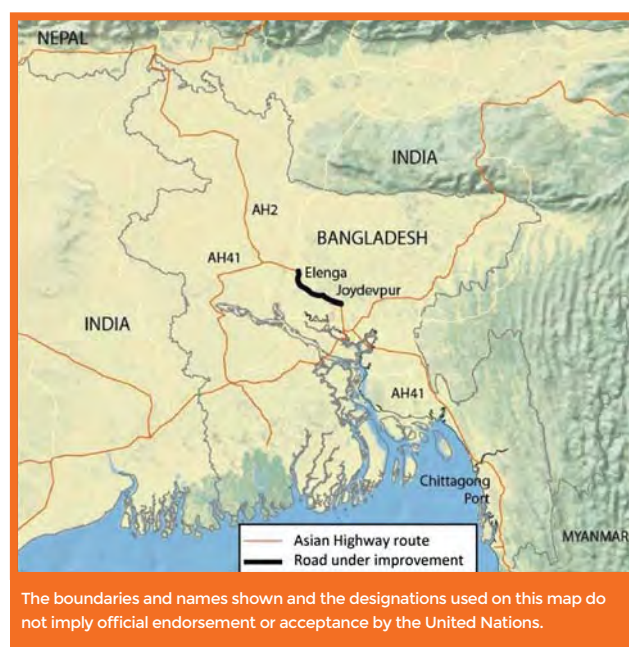 NEPAL
INDIA
AH2
BANGLADESH
AH41
Elenga
Joydevpur
INDIA
AH41
Chittagong
Port
MYANMAR
Asian Highway route
Road under improvement
The boundaries and names shown and the designations used on this map do
not imply official endorsement or acceptance by the United Nations.